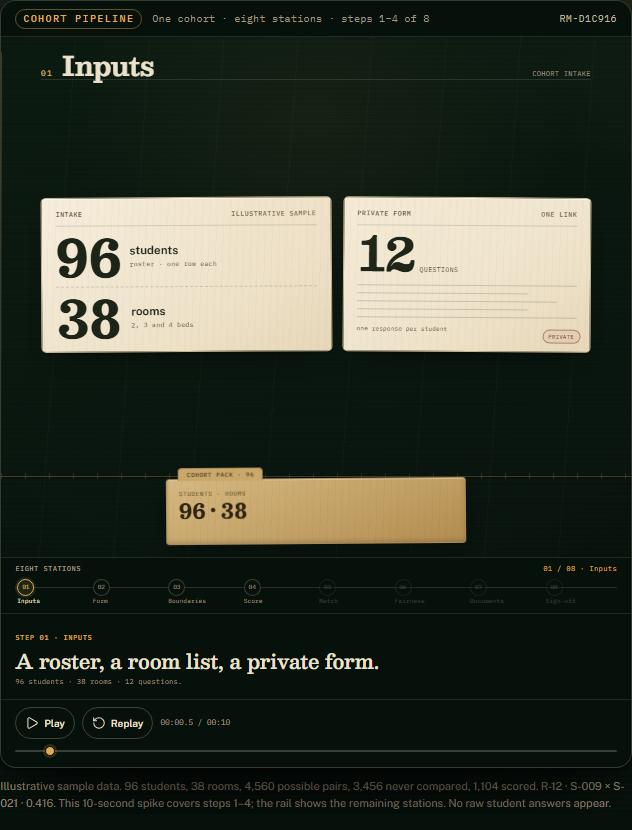 COHORT PIPELINE One cohort · eight stations · steps 1–4 of 8 RM-D1C916
01 Inputs COHORT INTAKE
INTAKE ILLUSTRATIVE SAMPLE
96 students
roster · one row each
38 rooms
2, 3 and 4 beds
PRIVATE FORM ONE LINK
12 QUESTIONS
one response per student
PRIVATE
COHORT PACK · 96
STUDENTS · ROOMS
96·38
EIGHT STATIONS 01 / 08 · Inputs
01 02 03 04 05 06 07 08
Inputs Form Boundaries Score Match Fairness Documents Sign-off
STEP 01 · INPUTS
A roster, a room list, a private form.
96 students · 38 rooms · 12 questions.
Play Replay 00:00.5 / 00:10
Illustrative sample data. 96 students, 38 rooms, 4,560 possible pairs, 3,456 never compared, 1,104 scored. R-12 · S-009 × S-
021 · 0.416. This 10-second spike covers steps 1–4; the rail shows the remaining stations. No raw student answers appear.